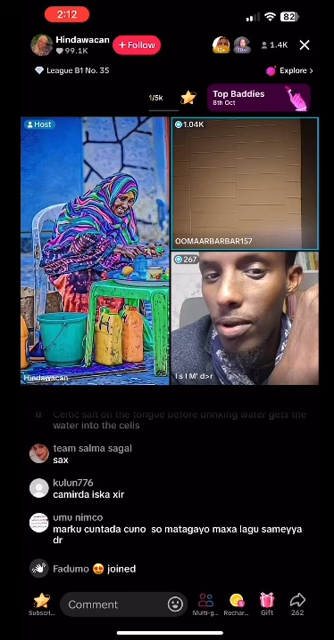 2:12
82
Hindawacan
99.1K
+ Follow
1.4K
League B1 No. 35
Explore >
1/5k
Top Baddies
8th Oct
Host
1.04K
OOMAARBARBAR157
267
I s I M' d>r
Hindawacan
Celtic salt on the tongue before drinking water gets the
water into the cells
team salma sagal
sax
kulun776
camirda iska xir
umu nimco
marku cuntada cuno so matagayo maxa lagu sameyya
dr
Fadumo 😍 joined
Subscri...
Comment
Multi-g...
Rechar...
Gift
262